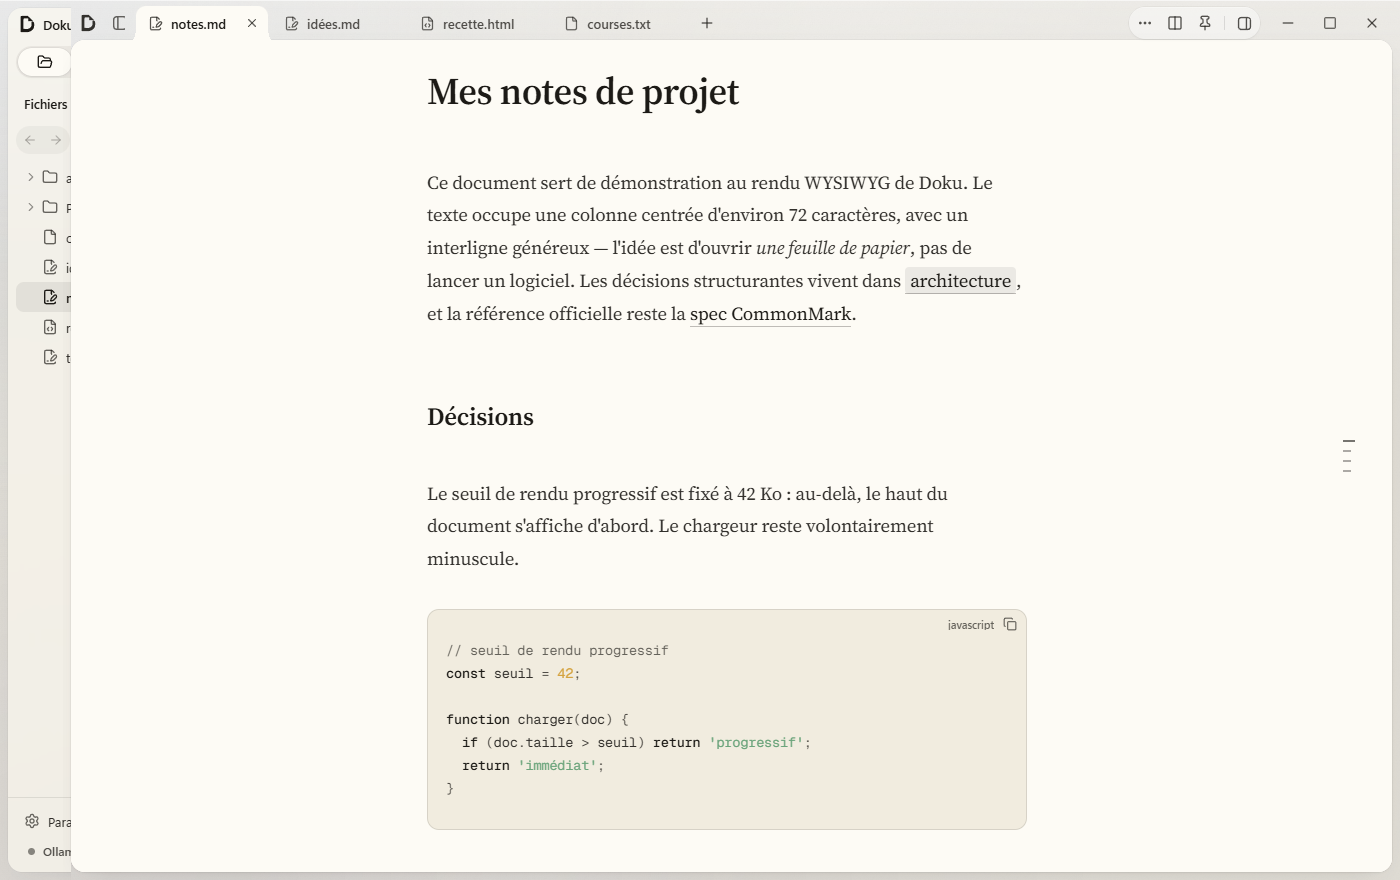 Doku
notes.md
idées.md
recette.html
courses.txt
Fichiers
Mes notes de projet
Ce document sert de démonstration au rendu WYSIWYG de Doku. Le
texte occupe une colonne centrée d'environ 72 caractères, avec un
interligne généreux — l'idée est d'ouvrir une feuille de papier, pas de
lancer un logiciel. Les décisions structurantes vivent dans architecture,
et la référence officielle reste la spec CommonMark.
Décisions
Le seuil de rendu progressif est fixé à 42 Ko : au-delà, le haut du
document s'affiche d'abord. Le chargeur reste volontairement
minuscule.
javascript
// seuil de rendu progressif
const seuil = 42;
function charger(doc) {
  if (doc.taille > seuil) return 'progressif';
  return 'immédiat';
}
Para
Ollam